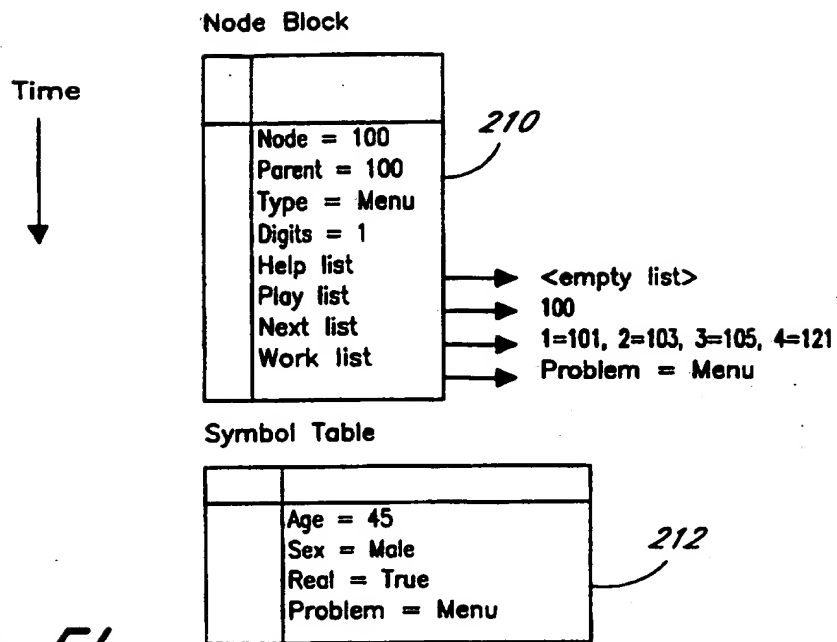 Node Block
Time
210
Node = 100
Parent = 100
Type = Menu
Digits = 1
Help list
<empty list>
Play list
100
Next list
1=101, 2=103, 3=105, 4=121
Work list
Problem = Menu
Symbol Table
Age = 45
Sex = Male
Real = True
Problem = Menu
212